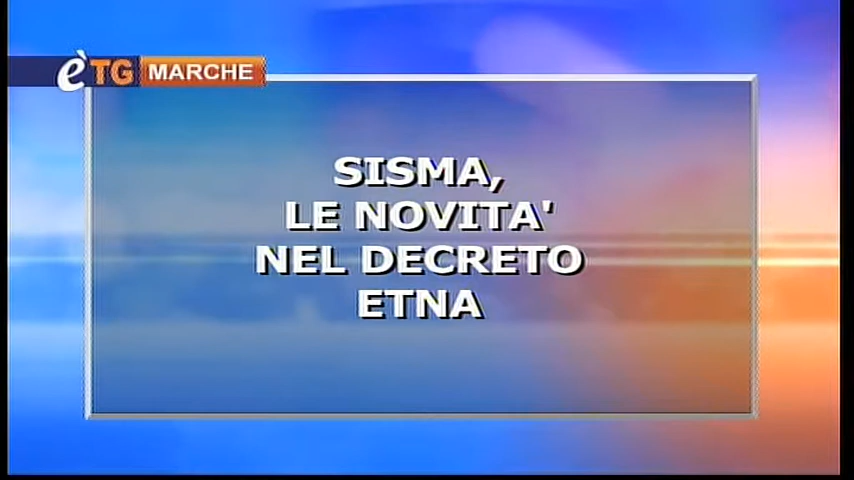 èTG MARCHE
SISMA,
LE NOVITA'
NEL DECRETO
ETNA